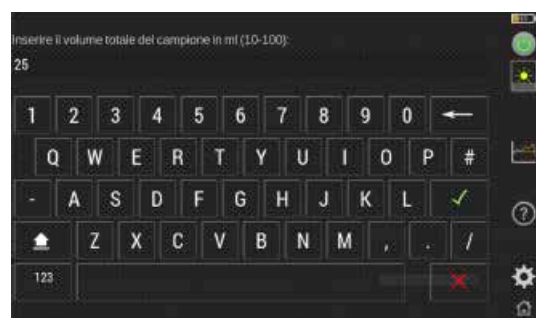 Inserire il volume totale del campione in ml (10-100):
25
1 2 3 4 5 6 7 8 9 0
Q W E R T Y U I O P #
- A S D F G H J K L
Z X C V B N M , . /
123
?